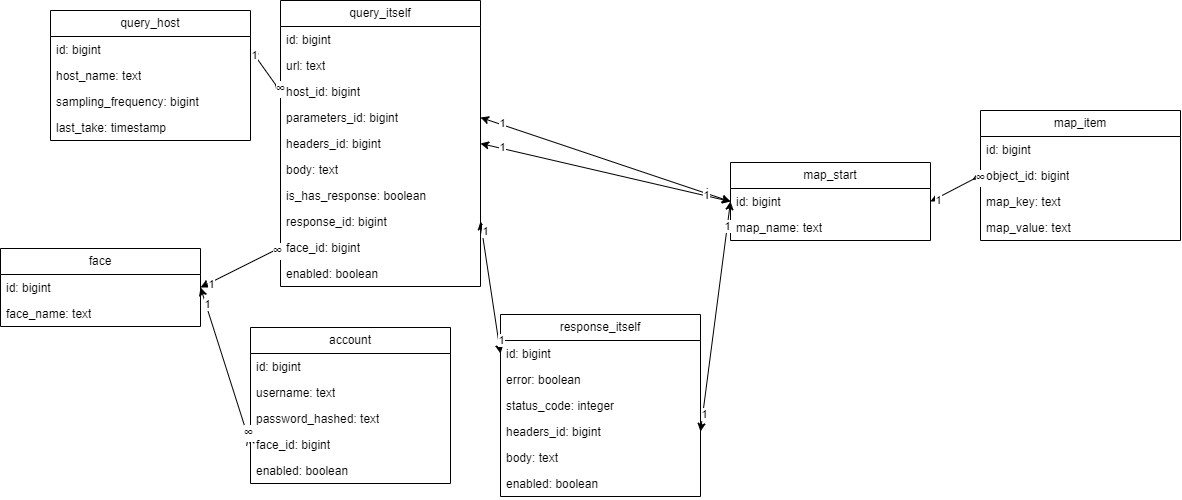 query_host
id: bigint
host_name: text
sampling_frequency: bigint
last_take: timestamp
query_itself
id: bigint
url: text
host_id: bigint
parameters_id: bigint
headers_id: bigint
body: text
is_has_response: boolean
response_id: bigint
face_id: bigint
enabled: boolean
1
∞
1
1
1
1
1
1
∞
∞
1
1
∞
1
1
1
map_start
id: bigint
map_name: text
map_item
id: bigint
object_id: bigint
map_key: text
map_value: text
face
id: bigint
face_name: text
account
id: bigint
username: text
password_hashed: text
face_id: bigint
enabled: boolean
response_itself
id: bigint
error: boolean
status_code: integer
headers_id: bigint
body: text
enabled: boolean